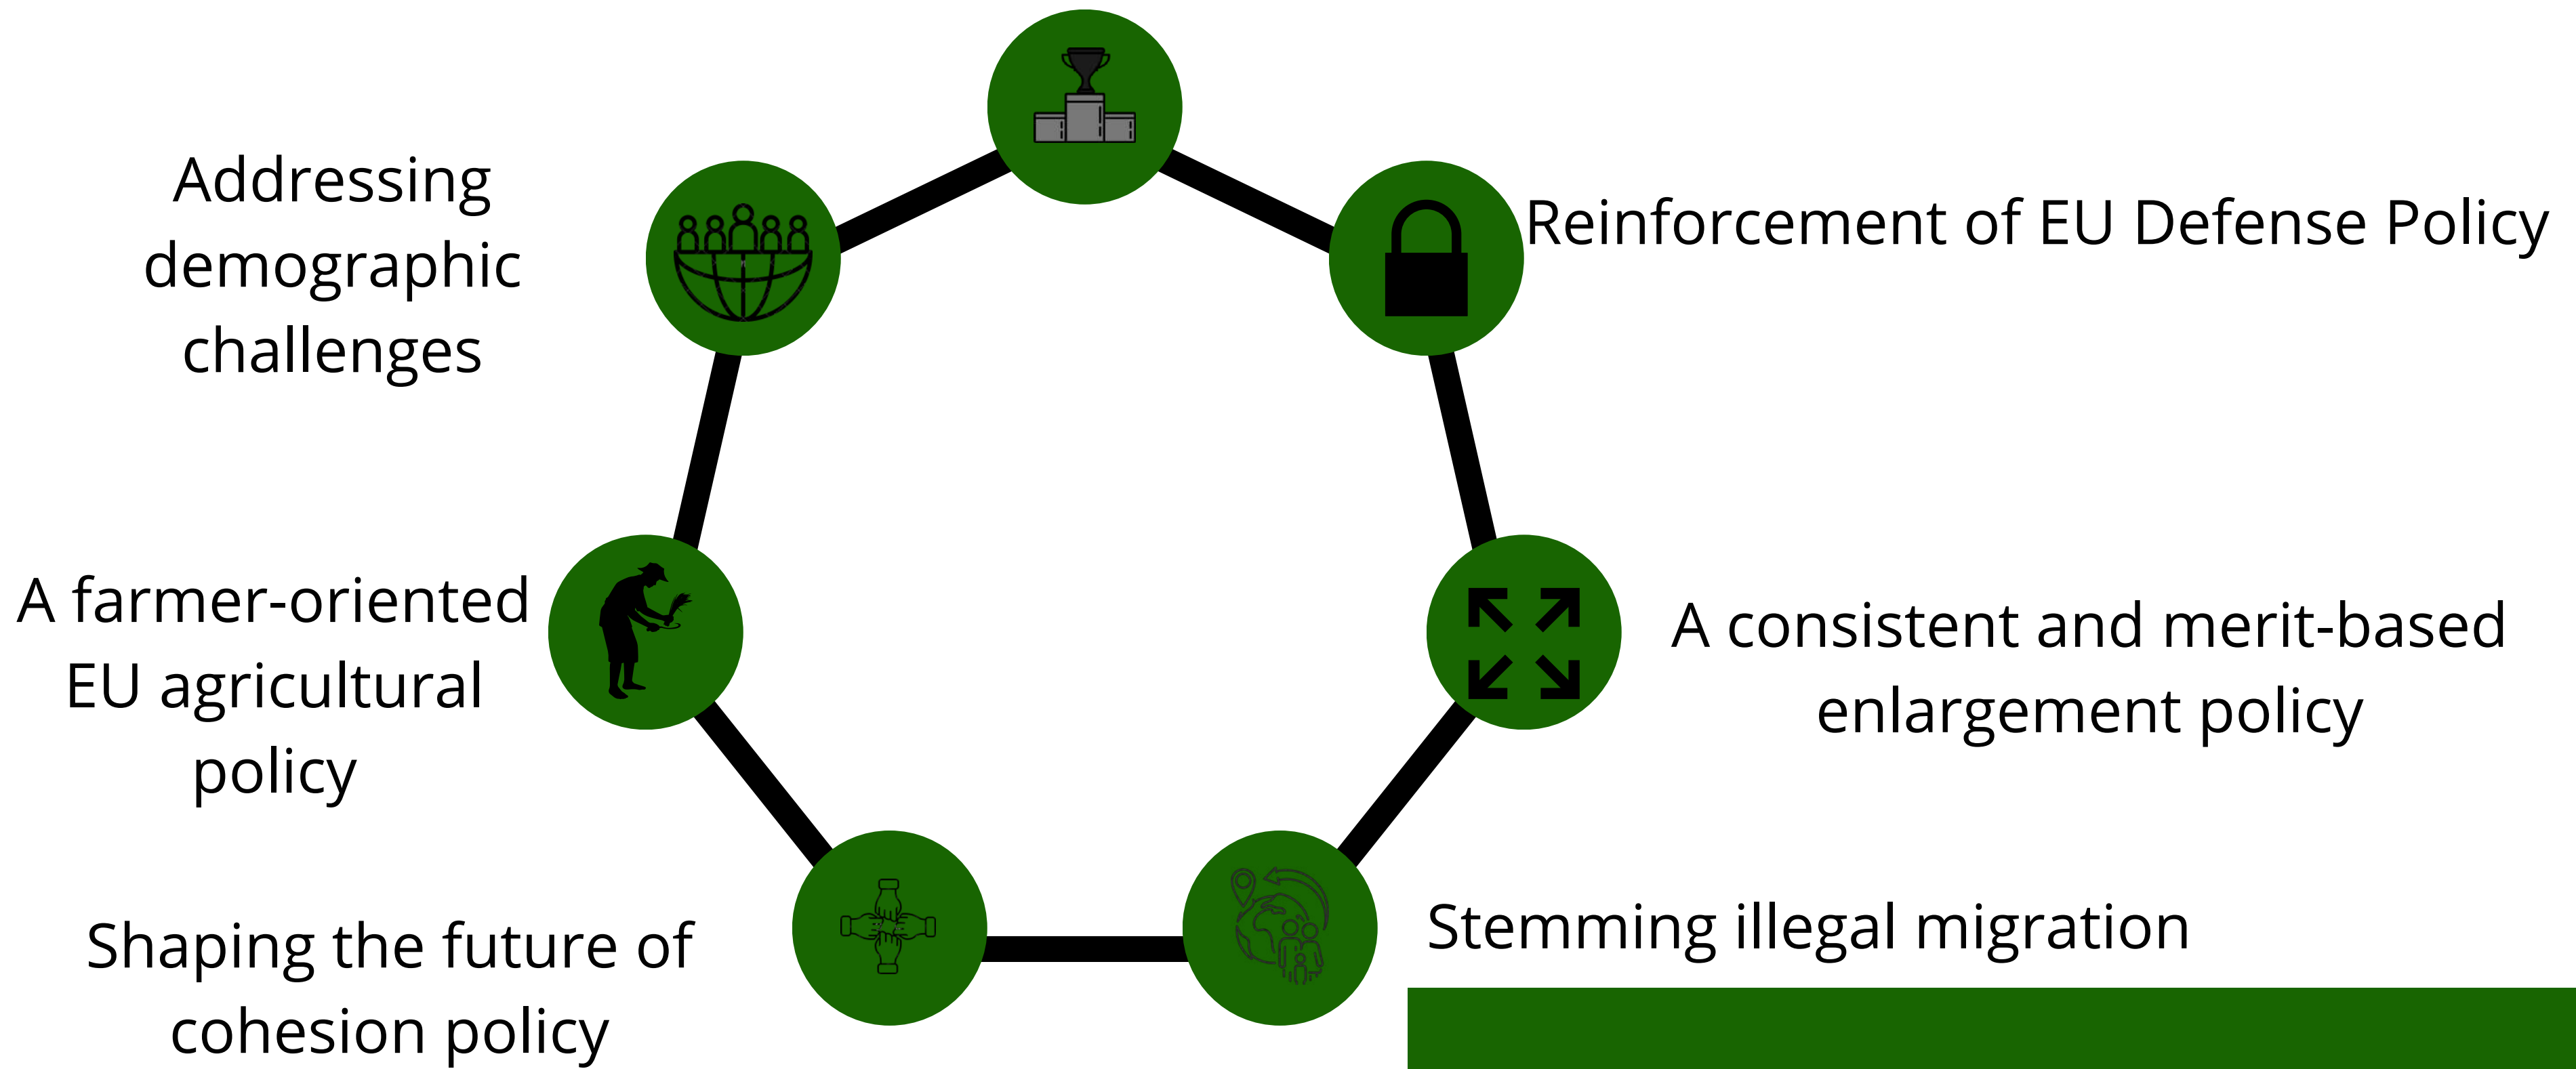 Addressing
demographic
challenges
Reinforcement of EU Defense Policy
A farmer-oriented
EU agricultural
policy
A consistent and merit-based
enlargement policy
Shaping the future of
cohesion policy
Stemming illegal migration